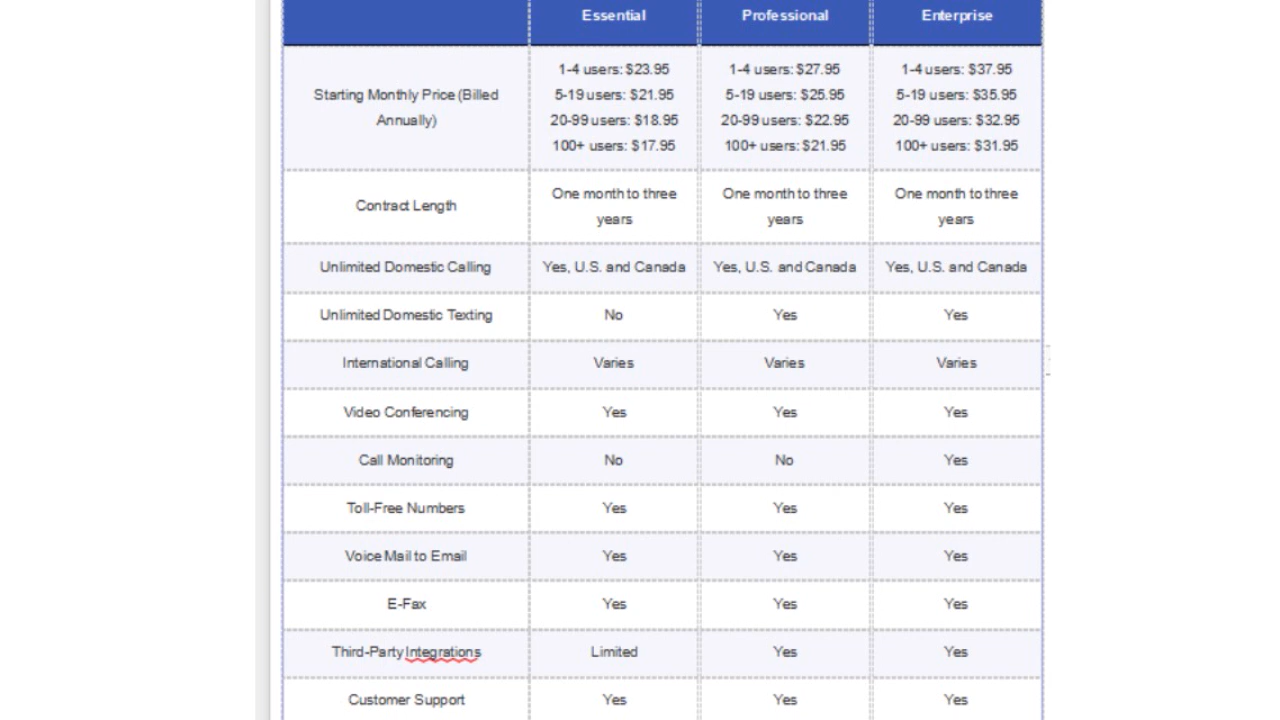 Essential Professional Enterprise
1-4 users: $23.95 1-4 users: $27.95 1-4 users: $37.95
Starting Monthly Price (Billed 5-19 users: $21.95 5-19 users: $25.95 5-19 users: $35.95
Annually) 20-99 users: $18.95 20-99 users: $22.95 20-99 users: $32.95
100+ users: $17.95 100+ users: $21.95 100+ users: $31.95
One month to three One month to three One month to three
Contract Length
years years years
Unlimited Domestic Calling Yes, U.S. and Canada Yes, U.S. and Canada Yes, U.S. and Canada
Unlimited Domestic Texting No Yes Yes
International Calling Varies Varies Varies
Video Conferencing Yes Yes Yes
Call Monitoring No No Yes
Toll-Free Numbers Yes Yes Yes
Voice Mail to Email Yes Yes Yes
E-Fax Yes Yes Yes
Third-Party Integrations Limited Yes Yes
Customer Support Yes Yes Yes